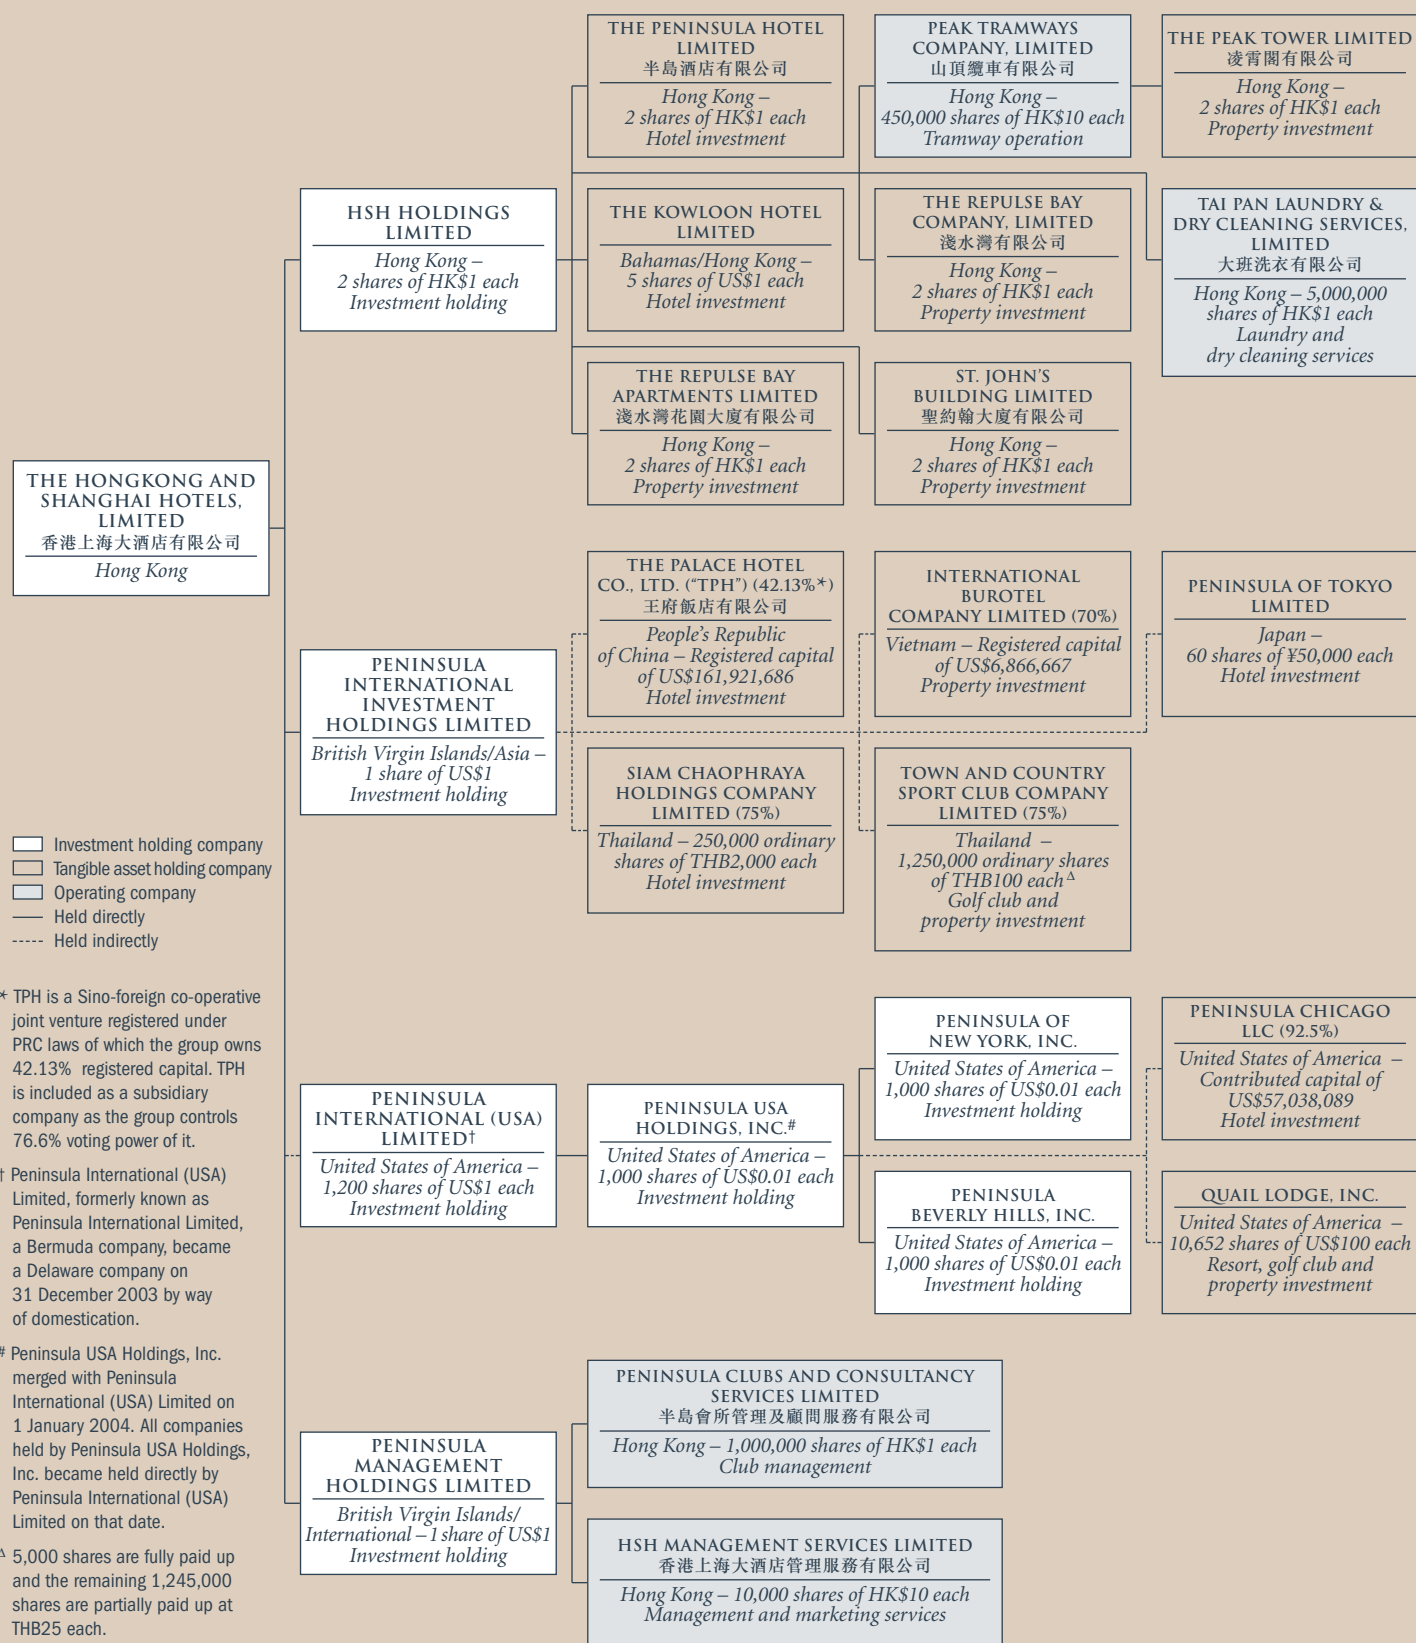 THE PENINSULA HOTEL
LIMITED
半島酒店有限公司
Hong Kong –
2 shares of HK$1 each
Hotel investment
PEAK TRAMWAYS
COMPANY, LIMITED
山頂纜車有限公司
Hong Kong –
450,000 shares of HK$10 each
Tramway operation
THE PEAK TOWER LIMITED
凌霄閣有限公司
Hong Kong –
2 shares of HK$1 each
Property investment
HSH HOLDINGS
LIMITED
Hong Kong –
2 shares of HK$1 each
Investment holding
THE KOWLOON HOTEL
LIMITED
Bahamas/Hong Kong –
5 shares of US$1 each
Hotel investment
THE REPULSE BAY
COMPANY, LIMITED
淺水灣有限公司
Hong Kong –
2 shares of HK$1 each
Property investment
TAI PAN LAUNDRY &
DRY CLEANING SERVICES,
LIMITED
大班洗衣有限公司
Hong Kong – 5,000,000
shares of HK$1 each
Laundry and
dry cleaning services
THE REPULSE BAY
APARTMENTS LIMITED
淺水灣花園大廈有限公司
Hong Kong –
2 shares of HK$1 each
Property investment
ST. JOHN'S
BUILDING LIMITED
聖約翰大廈有限公司
Hong Kong –
2 shares of HK$1 each
Property investment
THE HONGKONG AND
SHANGHAI HOTELS,
LIMITED
香港上海大酒店有限公司
Hong Kong
THE PALACE HOTEL
CO., LTD. (“TPH”) (42.13%*)
王府飯店有限公司
People's Republic
of China – Registered capital
of US$161,921,686
Hotel investment
INTERNATIONAL
BUROTEL
COMPANY LIMITED (70%)
Vietnam – Registered capital
of US$6,866,667
Property investment
PENINSULA OF TOKYO
LIMITED
Japan –
60 shares of ¥50,000 each
Hotel investment
PENINSULA
INTERNATIONAL
INVESTMENT
HOLDINGS LIMITED
British Virgin Islands/Asia –
1 share of US$1
Investment holding
SIAM CHAOPHRAYA
HOLDINGS COMPANY
LIMITED (75%)
Thailand – 250,000 ordinary
shares of THB2,000 each
Hotel investment
TOWN AND COUNTRY
SPORT CLUB COMPANY
LIMITED (75%)
Thailand –
1,250,000 ordinary shares
of THB100 each Δ
Golf club and
property investment
Investment holding company
Tangible asset holding company
Operating company
Held directly
Held indirectly
* TPH is a Sino-foreign co-operative
joint venture registered under
PRC laws of which the group owns
42.13% registered capital. TPH
is included as a subsidiary
company as the group controls
76.6% voting power of it.
† Peninsula International (USA)
Limited, formerly known as
Peninsula International Limited,
a Bermuda company, became
a Delaware company on
31 December 2003 by way
of domestication.
# Peninsula USA Holdings, Inc.
merged with Peninsula
International (USA) Limited on
1 January 2004. All companies
held by Peninsula USA Holdings,
Inc. became held directly by
Peninsula International (USA)
Limited on that date.
Δ 5,000 shares are fully paid up
and the remaining 1,245,000
shares are partially paid up at
THB25 each.
PENINSULA
INTERNATIONAL (USA)
LIMITED†
United States of America –
1,200 shares of US$1 each
Investment holding
PENINSULA USA
HOLDINGS, INC.#
United States of America –
1,000 shares of US$0.01 each
Investment holding
PENINSULA OF
NEW YORK, INC.
United States of America –
1,000 shares of US$0.01 each
Investment holding
PENINSULA CHICAGO
LLC (92.5%)
United States of America –
Contributed capital of
US$57,038,089
Hotel investment
PENINSULA
BEVERLY HILLS, INC.
United States of America –
1,000 shares of US$0.01 each
Investment holding
QUAIL LODGE, INC.
United States of America –
10,652 shares of US$100 each
Resort, golf club and
property investment
PENINSULA
MANAGEMENT
HOLDINGS LIMITED
British Virgin Islands/
International – 1 share of US$1
Investment holding
PENINSULA CLUBS AND CONSULTANCY
SERVICES LIMITED
半島會所管理及顧問服務有限公司
Hong Kong – 1,000,000 shares of HK$1 each
Club management
HSH MANAGEMENT SERVICES LIMITED
香港上海大酒店管理服務有限公司
Hong Kong – 10,000 shares of HK$10 each
Management and marketing services